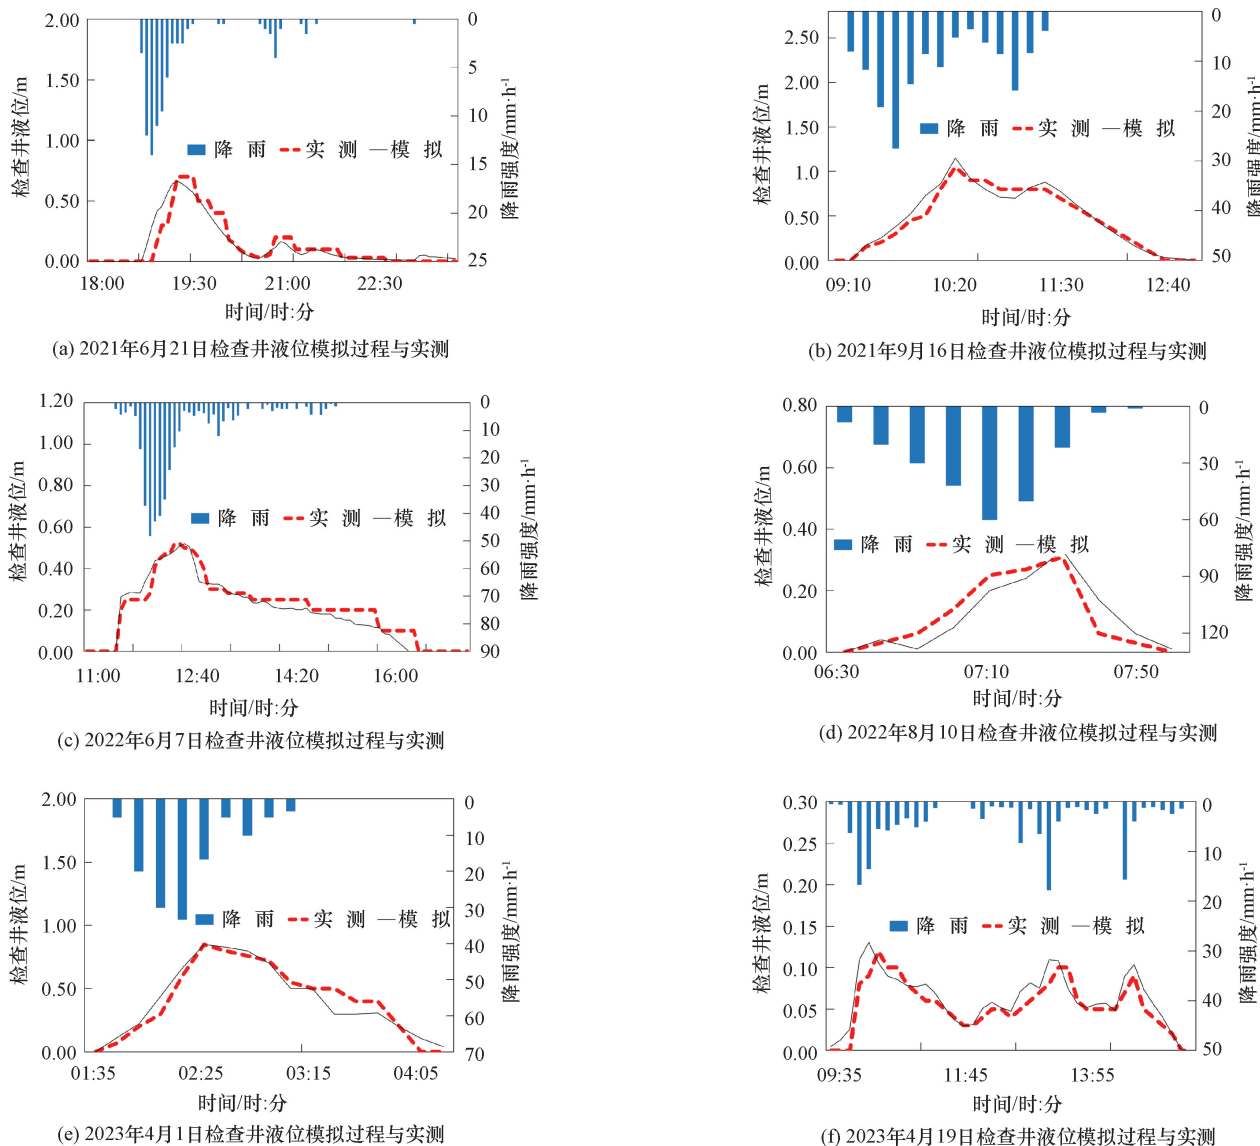 2.00
1.50
1.00
0.50
0.00
检查井液位/m
0
5
10
15
20
25
降雨强度/mm·h-1
降 雨 实 测 模 拟
18:00 19:30 21:00 22:30
时间/时:分
(a) 2021年6月21日检查井液位模拟过程与实测
2.50
2.00
1.50
1.0
0.50
0.00
检查井液位/m
0
10
20
30
40
50
降雨强度/mm·h-1
降 雨 实 测 模 拟
09:10 10:20 11:30 12:40
时间/时:分
(b) 2021年9月16日检查井液位模拟过程与实测
1.20
1.00
0.80
0.60
0.40
0.20
0.00
检查井液位/m
0
10
20
30
40
50
60
70
80
90
降雨强度/mm·h-1
降 雨 实 测 模 拟
11:00 12:40 14:20 16:00
时间/时:分
(c) 2022年6月7日检查井液位模拟过程与实测
0.80
0.60
0.40
0.20
0.00
检查井液位/m
0
30
60
90
120
降雨强度/mm·h-1
降 雨 实 测 模 拟
06:30 07:10 07:50
时间/时:分
(d) 2022年8月10日检查井液位模拟过程与实测
2.00
1.50
1.00
0.50
0.00
检查井液位/m
0
10
20
30
40
50
60
70
降雨强度/mm·h-1
降 雨 实 测 模 拟
01:35 02:25 03:15 04:05
时间/时:分
(e) 2023年4月1日检查井液位模拟过程与实测
0.30
0.25
0.20
0.15
0.10
0.05
0.00
检查井液位/m
0
10
20
30
40
50
降雨强度/mm·h-1
降 雨 实 测 模 拟
09:35 11:45 13:55
时间/时:分
(f) 2023年4月19日检查井液位模拟过程与实测